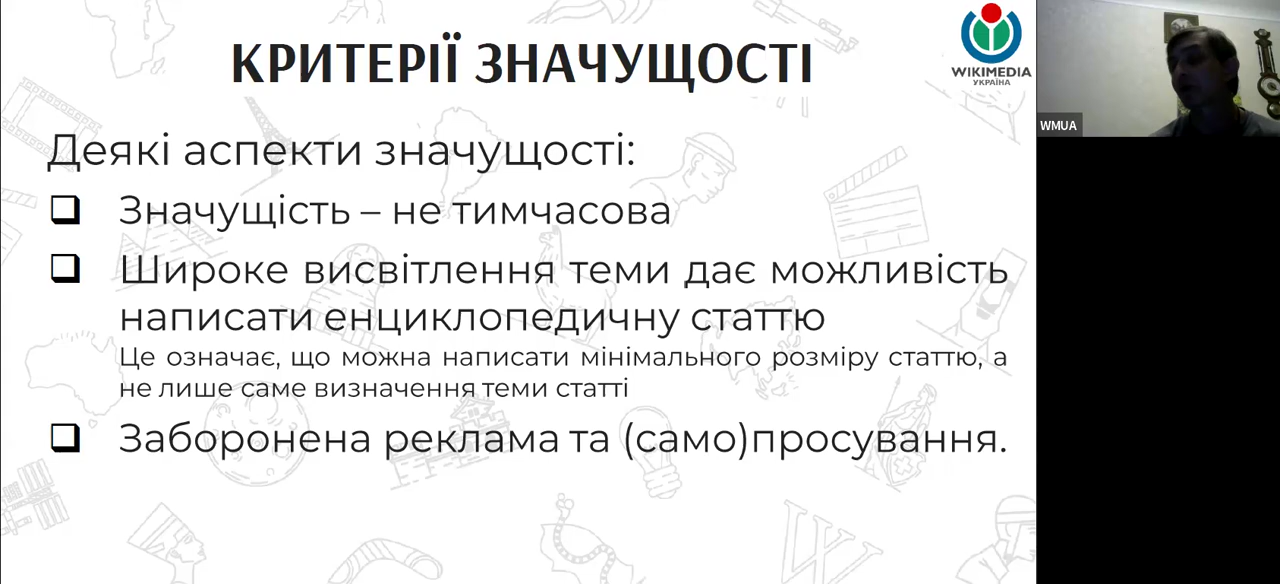 КРИТЕРІЇ ЗНАЧУЩОСТІ
WIKIMEDIA
УКРАЇНА
WMUA
Деякі аспекти значущості:
Значущість – не тимчасова
Широке висвітлення теми дає можливість
написати енциклопедичну статтю
Це означає, що можна написати мінімального розміру статтю, а
не лише саме визначення теми статті
Заборонена реклама та (само)просування.